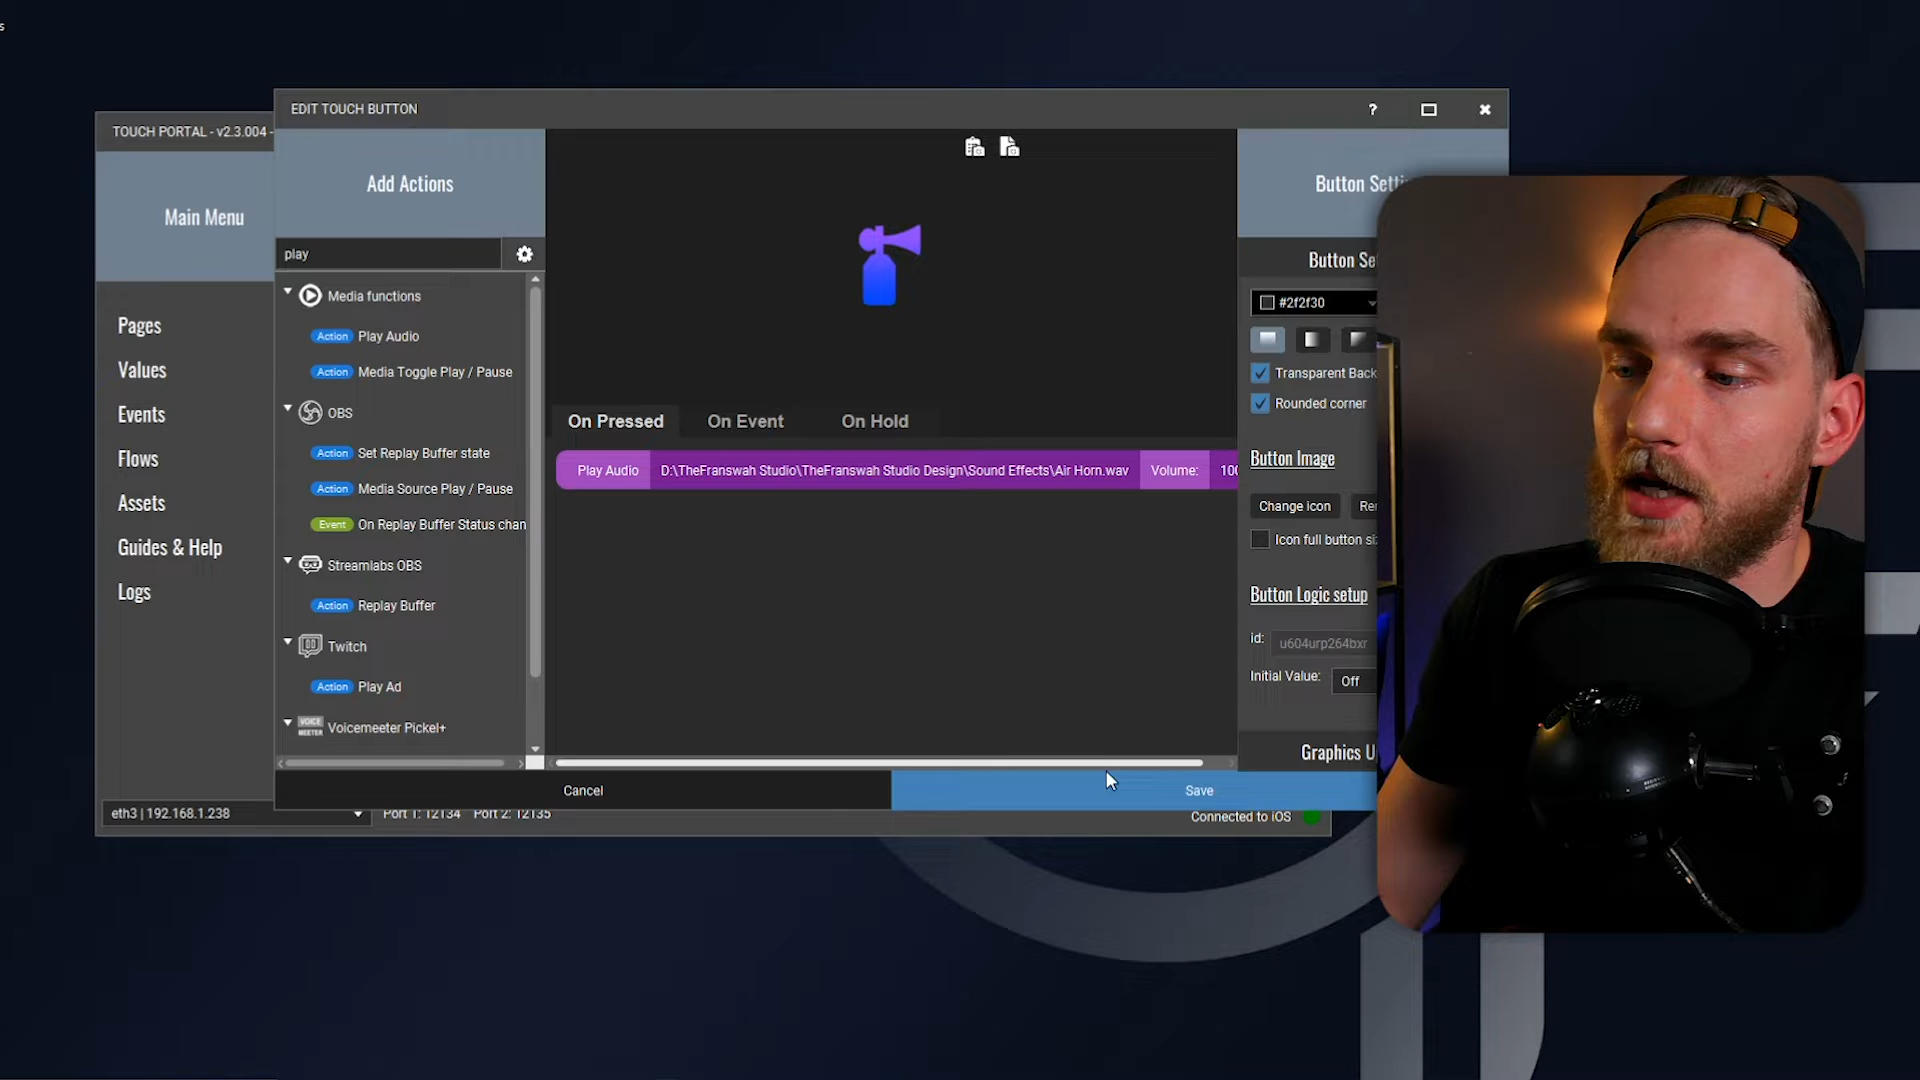 s
EDIT TOUCH BUTTON
?
TOUCH PORTAL - v2.3.004 -
Main Menu
Pages
Values
Events
Flows
Assets
Guides & Help
Logs
Add Actions
play
Media functions
Action Play Audio
Action Media Toggle Play / Pause
OBS
Action Set Replay Buffer state
Action Media Source Play / Pause
Event On Replay Buffer Status chan
Streamlabs OBS
Action Replay Buffer
Twitch
Action Play Ad
VOICE MEETER Voicemeeter Pickel+
On Pressed On Event On Hold
Play Audio D:\TheFranswah Studio\TheFranswah Studio Design\Sound Effects\Air Horn.wav Volume: 100
Button Setti
Button Se
#2f2f30
Transparent Back
Rounded corner
Button Image
Change icon Re
Icon full button si
Button Logic setup
id: u604urp264bxr
Initial Value: Off
Graphics U
Cancel Save
eth3 | 192.168.1.238 Port 1: 12134 Port 2: 12135 Connected to iOS